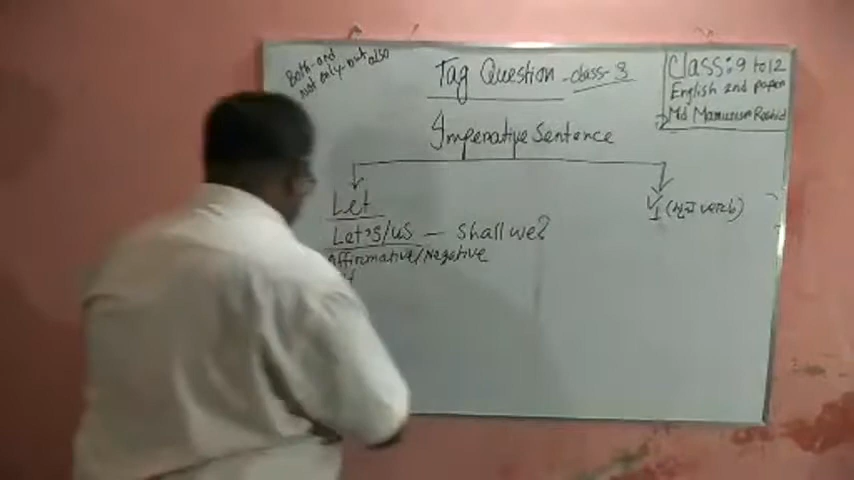 Both-and
not only-but also
Tag Question - class- 3
Class: 9 to 12
English 2nd paper
Md Mamunur Rashid
Imperative Sentence
Let
V1 (মূল verb)
Let's/us — Shall we?
Affirmative/Negative